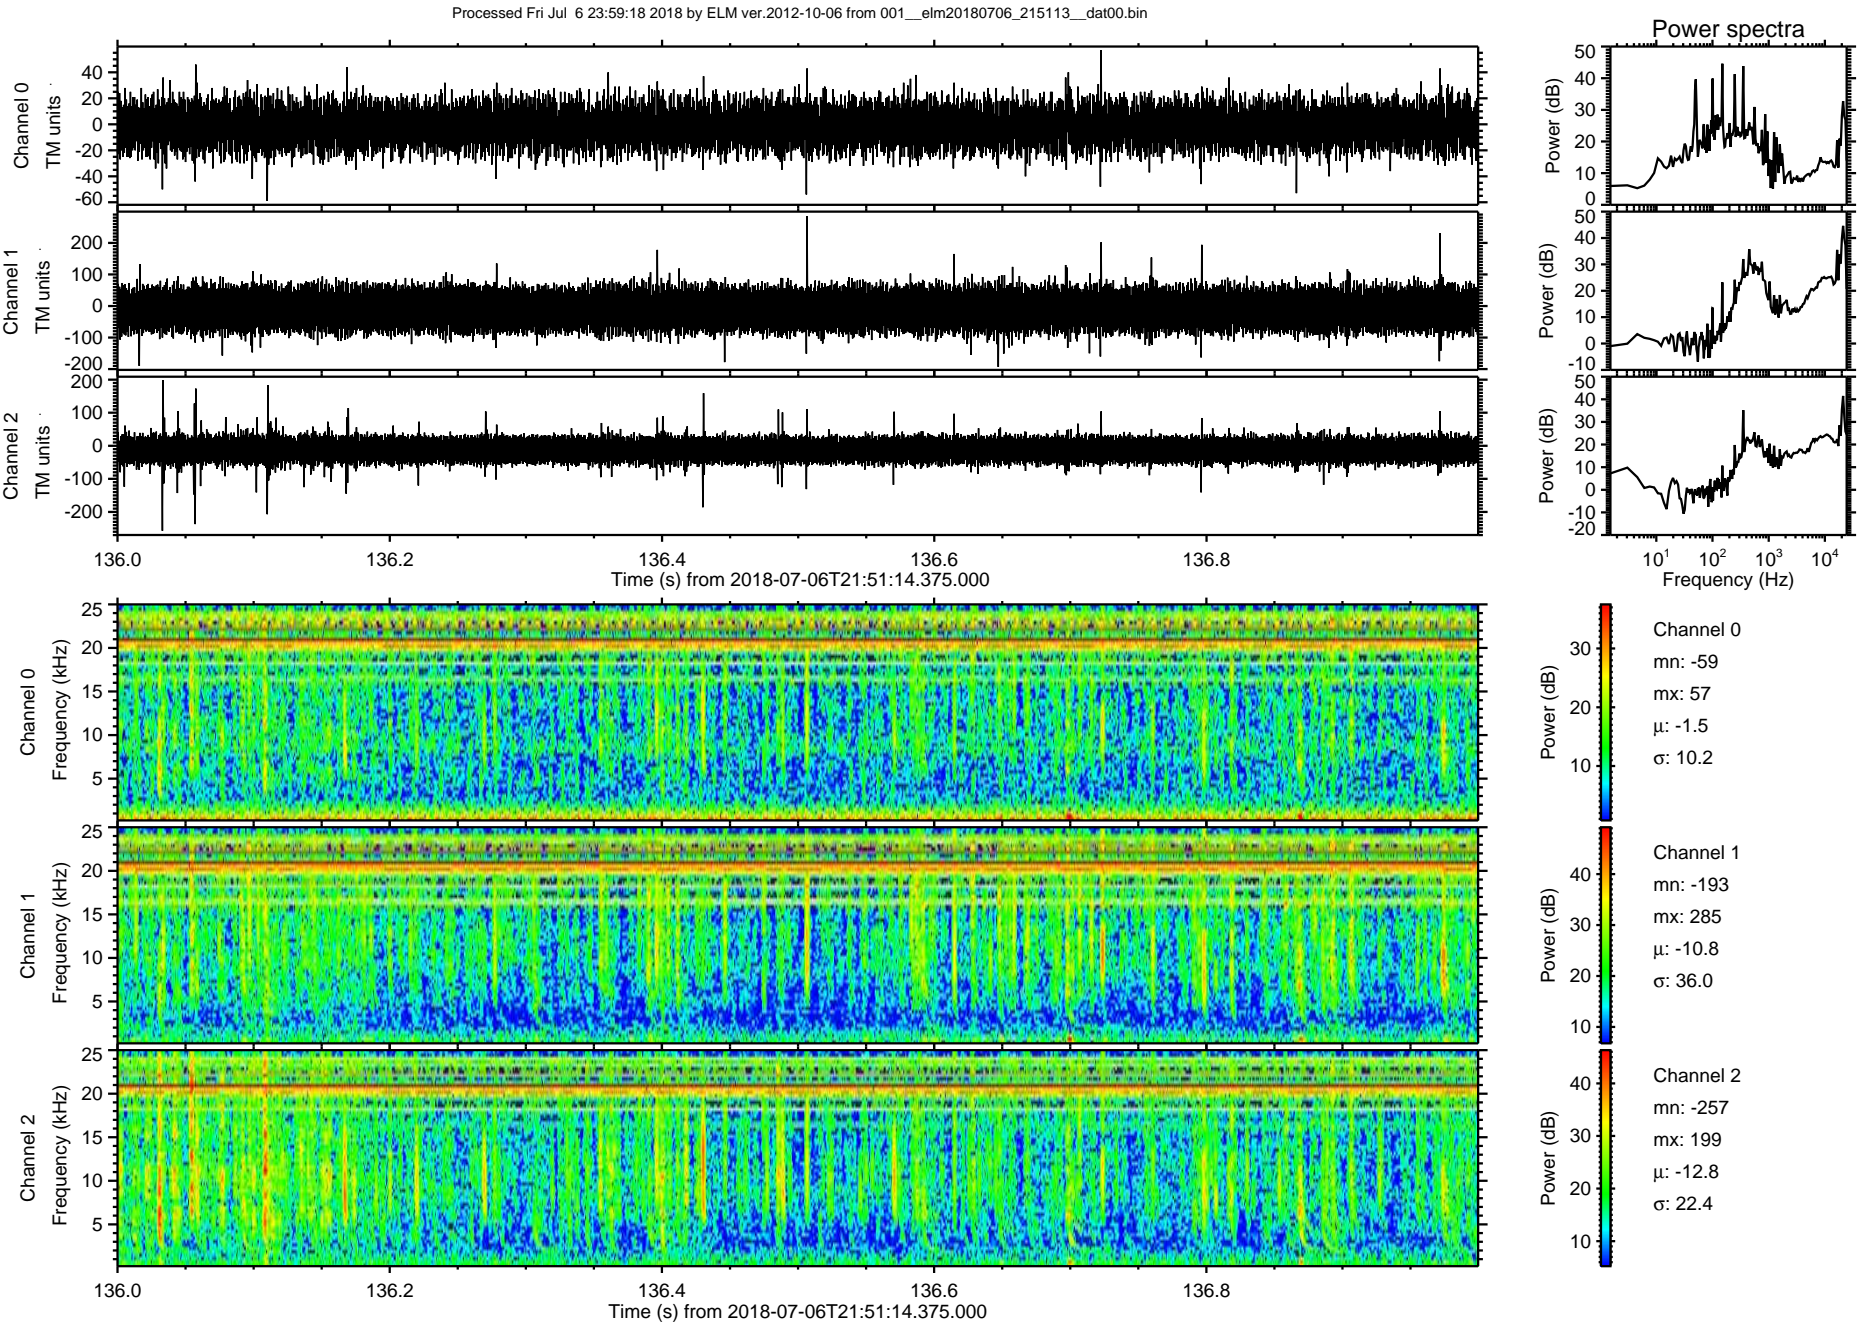 Processed Fri Jul  6 23:59:18 2018 by ELM ver.2012-10-06 from 001__elm20180706_215113__dat00.bin
Power spectra
Channel 0
TM units
40
20
0
-20
-40
-60
Power (dB)
50
40
30
20
10
0
Channel 1
TM units
200
100
0
-100
-200
Power (dB)
50
40
30
20
10
0
-10
Channel 2
TM units
200
100
0
-100
-200
Power (dB)
50
40
30
20
10
0
-10
-20
136.0 136.2 136.4 136.6 136.8
Time (s) from 2018-07-06T21:51:14.375.000
10¹ 10² 10³ 10⁴
Frequency (Hz)
Channel 0
Frequency (kHz)
25
20
15
10
5
Power (dB)
30
20
10
Channel 0
mn: -59
mx: 57
µ: -1.5
σ: 10.2
Channel 1
Frequency (kHz)
25
20
15
10
5
Power (dB)
40
30
20
10
Channel 1
mn: -193
mx: 285
µ: -10.8
σ: 36.0
Channel 2
Frequency (kHz)
25
20
15
10
5
Power (dB)
40
30
20
10
Channel 2
mn: -257
mx: 199
µ: -12.8
σ: 22.4
136.0 136.2 136.4 136.6 136.8
Time (s) from 2018-07-06T21:51:14.375.000